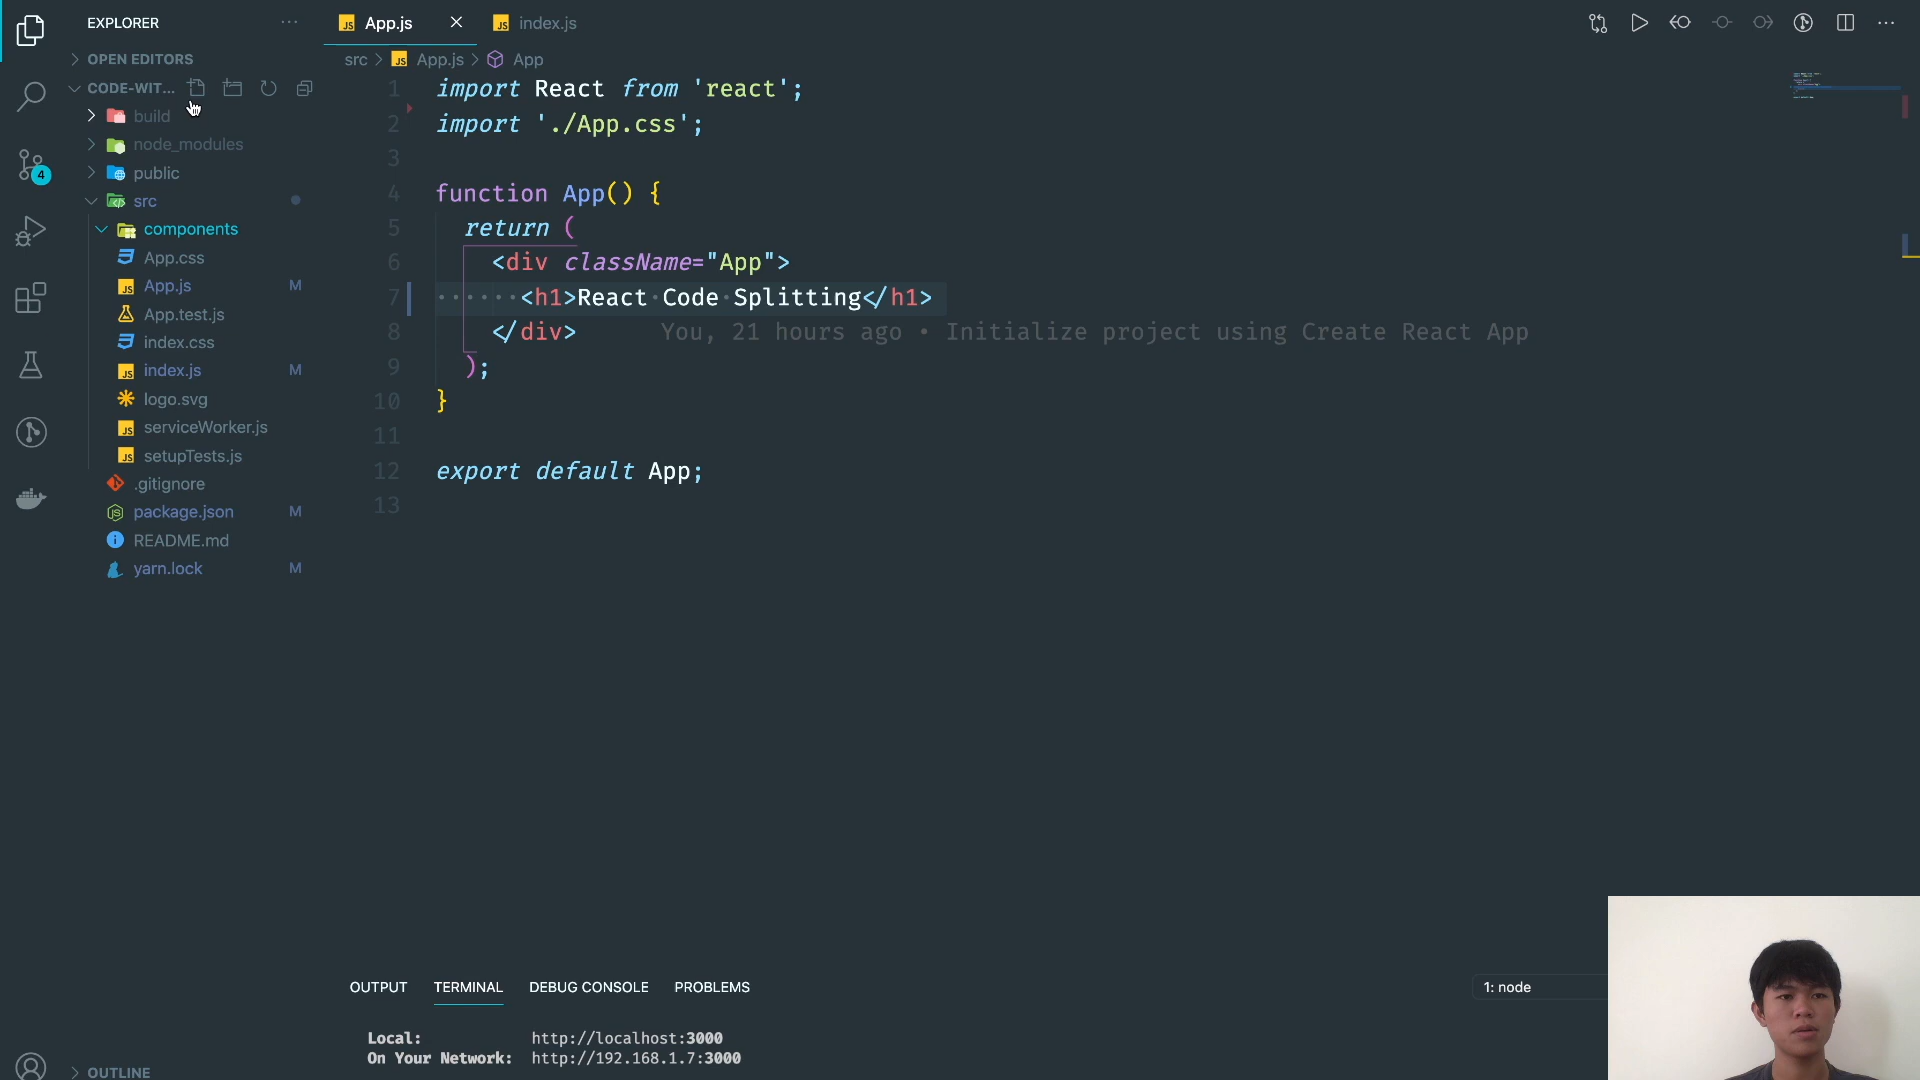 EXPLORER
OPEN EDITORS
CODE-WIT...
build
node_modules
public
src
components
App.css
App.js M
App.test.js
index.css
index.js M
logo.svg
serviceWorker.js
setupTests.js
.gitignore
package.json M
README.md
yarn.lock M
OUTLINE
4
JS App.js
JS index.js
src > JS App.js > App
1 import React from 'react';
2 import './App.css';
3
4 function App() {
5 return (
6 <div className="App">
7 ······<h1>React·Code·Splitting</h1>
8 </div> You, 21 hours ago • Initialize project using Create React App
9 );
10 }
11
12 export default App;
13
OUTPUT TERMINAL DEBUG CONSOLE PROBLEMS
1: node
Local: http://localhost:3000
On Your Network: http://192.168.1.7:3000